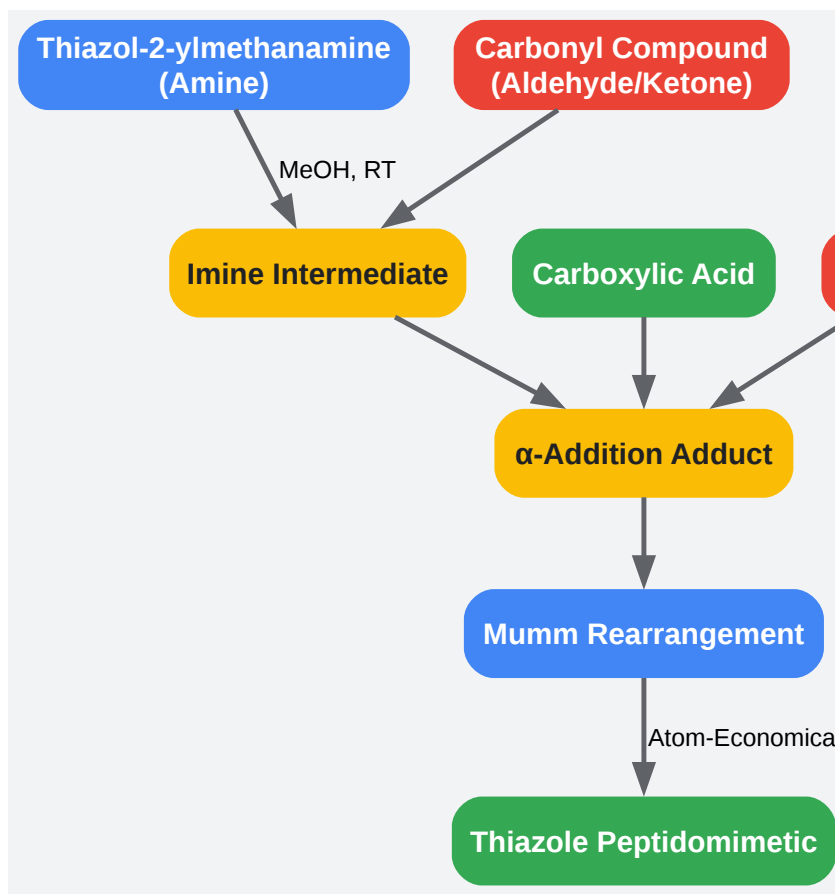 Thiazol-2-ylmethanamine
(Amine)
Carbonyl Compound
(Aldehyde/Ketone)
MeOH, RT
Imine Intermediate
Carboxylic Acid
α-Addition Adduct
Mumm Rearrangement
Atom-Economica
Thiazole Peptidomimetic